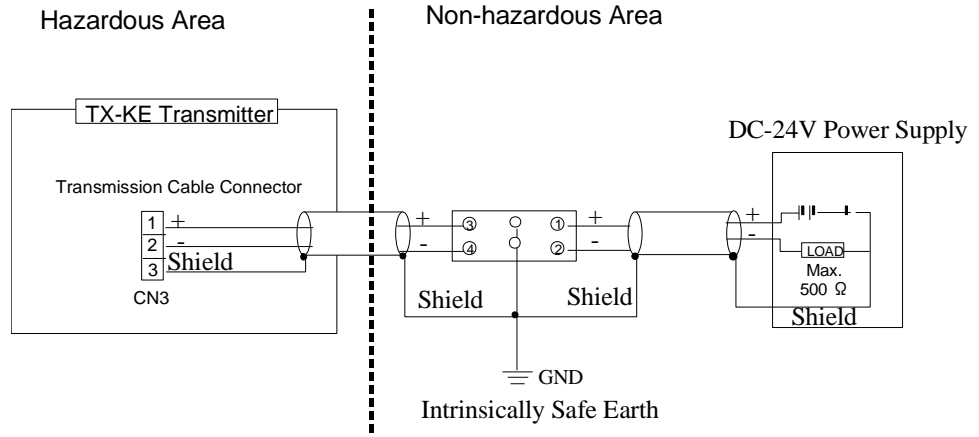 Hazardous Area
Non-hazardous Area
TX-KE Transmitter
DC-24V Power Supply
Transmission Cable Connector
1 +
2 -
3 Shield
CN3
+ ③ ① +
- ④ ② -
Shield
Shield
+
-
LOAD
Max.
500 Ω
Shield
GND
Intrinsically Safe Earth